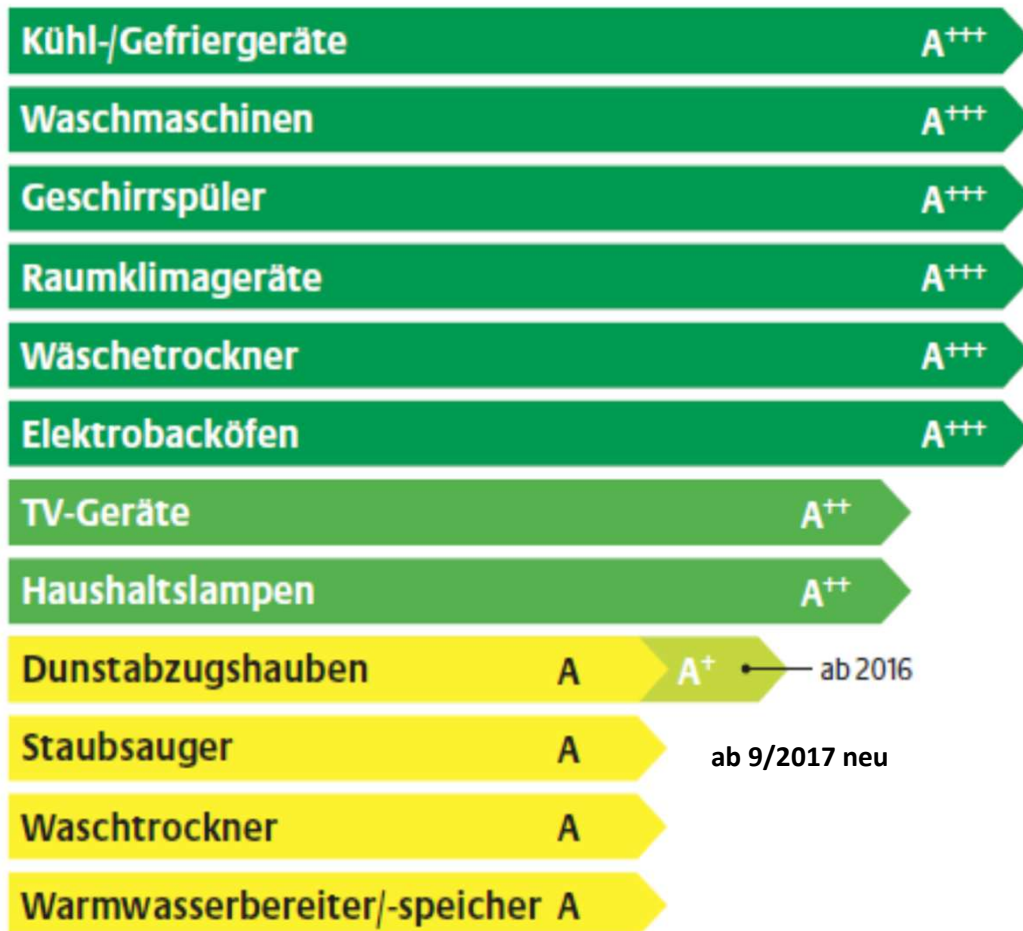 Kühl-/Gefriergeräte A+++
Waschmaschinen A+++
Geschirrspüler A+++
Raumklimageräte A+++
Wäschetrockner A+++
Elektrobacköfen A+++
TV-Geräte A++
Haushaltslampen A++
Dunstabzugshauben A A+ ab 2016
Staubsauger A ab 9/2017 neu
Waschtrockner A
Warmwasserbereiter/-speicher A